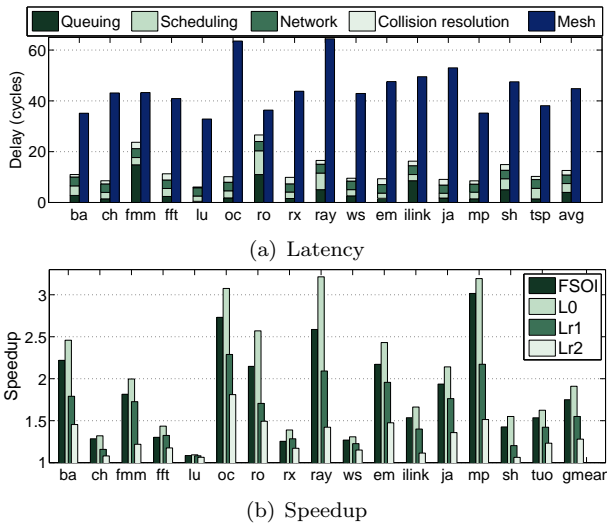 Queuing Scheduling Network Collision resolution Mesh
60
40
20
0
Delay (cycles)
ba ch fmm fft lu oc ro rx ray ws em ilink ja mp sh tsp avg
(a) Latency
3
2.5
2
1.5
1
Speedup
FSOI
L0
Lr1
Lr2
ba ch fmm fft lu oc ro rx ray ws em ilink ja mp sh tuo gmean
(b) Speedup